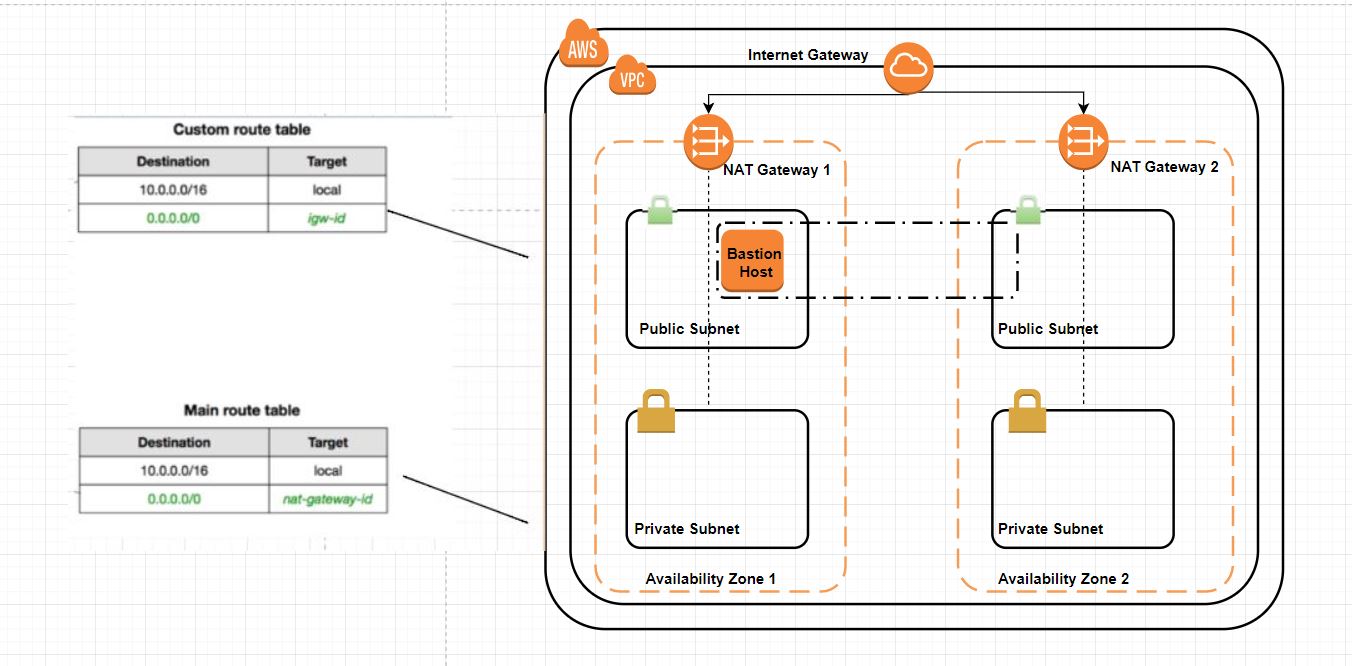 AWS
VPC
Internet Gateway
Custom route table
Destination Target
10.0.0.0/16 local
0.0.0.0/0 igw-id
NAT Gateway 1
NAT Gateway 2
Bastion
Host
Public Subnet
Public Subnet
Main route table
Destination Target
10.0.0.0/16 local
0.0.0.0/0 nat-gateway-id
Private Subnet
Private Subnet
Availability Zone 1
Availability Zone 2